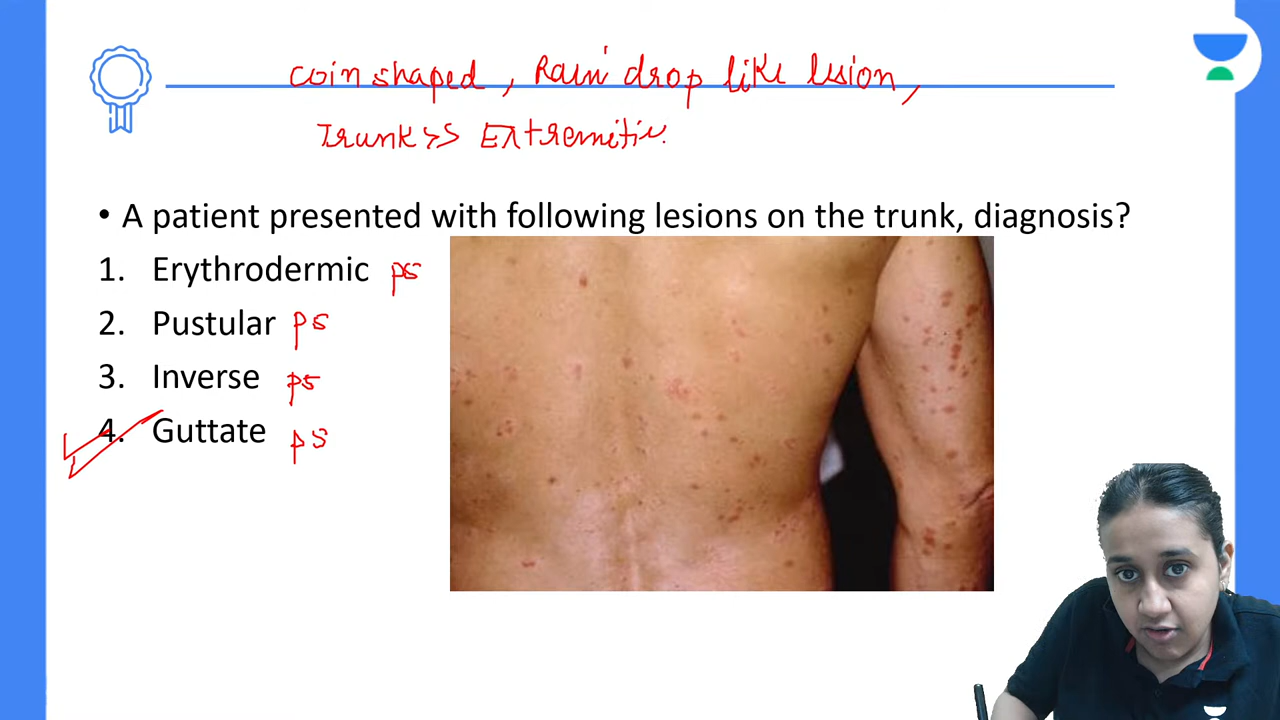 coin shaped, Rain drop like lesion,
Trunk >> Extremities
• A patient presented with following lesions on the trunk, diagnosis?
1. Erythrodermic ps
2. Pustular ps
3. Inverse ps
4. Guttate ps